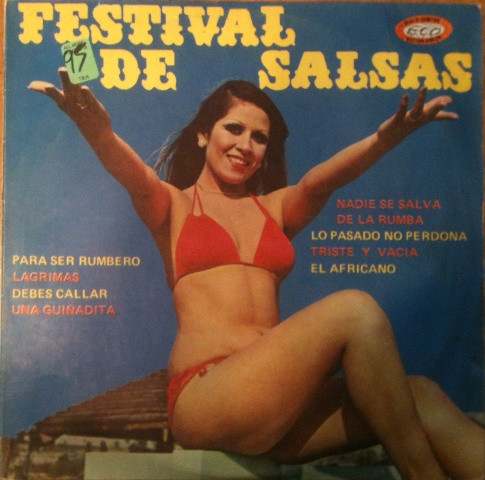 FESTIVAL
DE SALSAS
95
ECO
PARA SER RUMBERO
LAGRIMAS
DEBES CALLAR
UNA GUIÑADITA
NADIE SE SALVA
DE LA RUMBA
LO PASADO NO PERDONA
TRISTE Y VACIA
EL AFRICANO